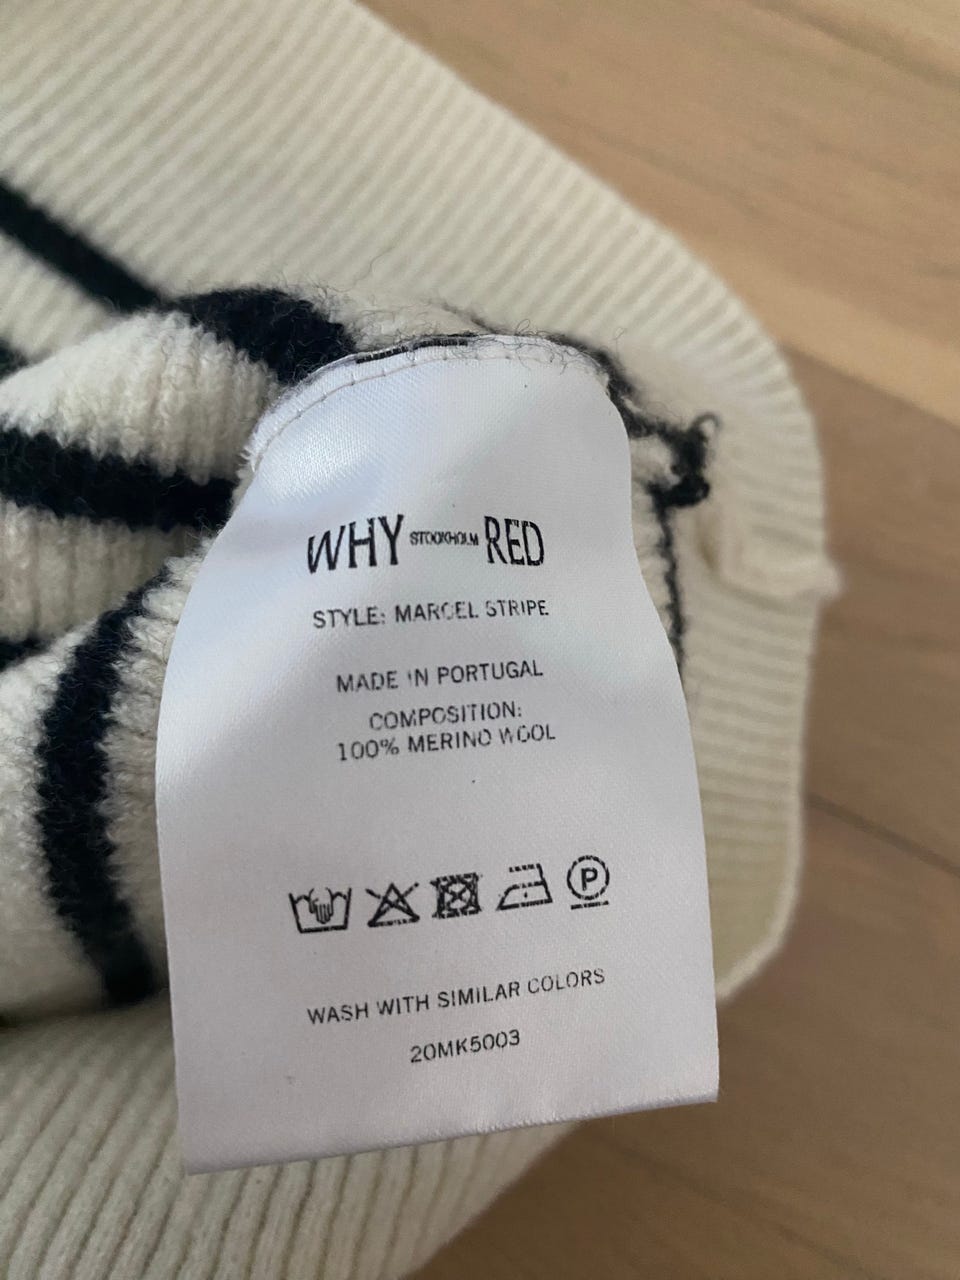 WHY STOCKHOLM RED
STYLE: MARCEL STRIPE
MADE IN PORTUGAL
COMPOSITION:
100% MERINO WOOL
P
WASH WITH SIMILAR COLORS
20MK5003